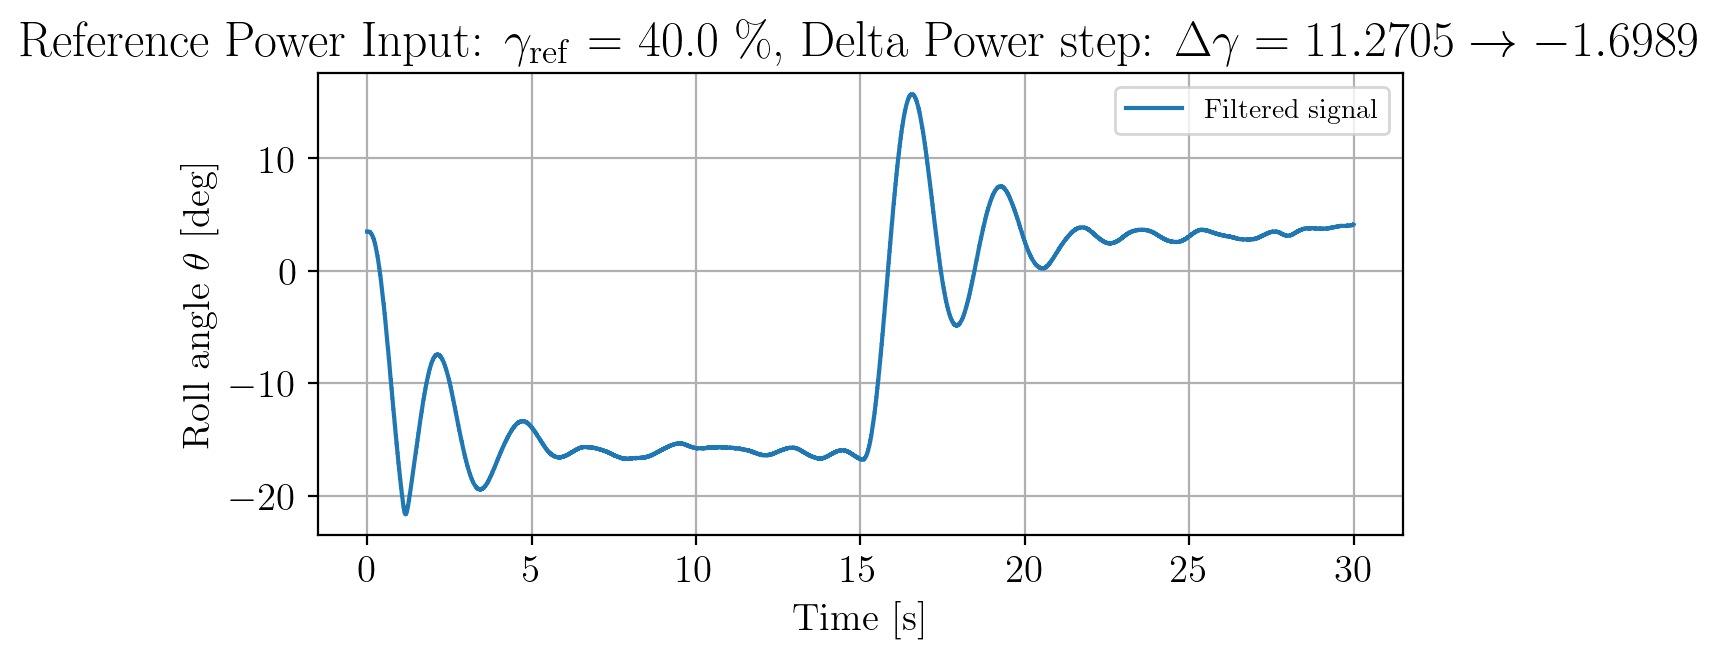 Reference Power Input: γref = 40.0 %, Delta Power step: Δγ = 11.2705 → −1.6989
Filtered signal
Roll angle θ [deg]
10
0
−10
−20
0 5 10 15 20 25 30
Time [s]